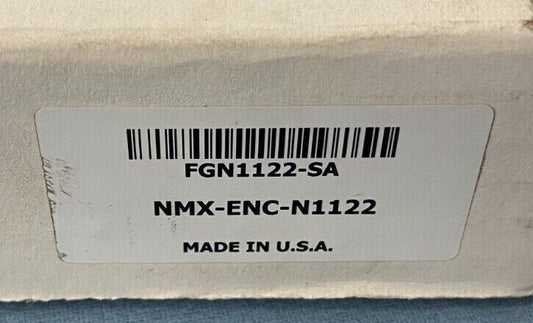 FGN1122-SA
NMX-ENC-N1122
MADE IN U.S.A.